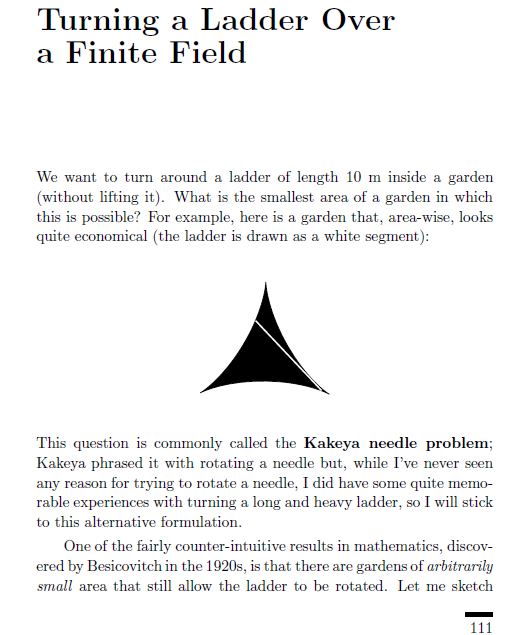 Turning a Ladder Over
a Finite Field
We want to turn around a ladder of length 10 m inside a garden
(without lifting it). What is the smallest area of a garden in which
this is possible? For example, here is a garden that, area-wise, looks
quite economical (the ladder is drawn as a white segment):
This question is commonly called the Kakeya needle problem;
Kakeya phrased it with rotating a needle but, while I've never seen
any reason for trying to rotate a needle, I did have some quite memo-
rable experiences with turning a long and heavy ladder, so I will stick
to this alternative formulation.
One of the fairly counter-intuitive results in mathematics, discov-
ered by Besicovitch in the 1920s, is that there are gardens of arbitrarily
small area that still allow the ladder to be rotated. Let me sketch
111